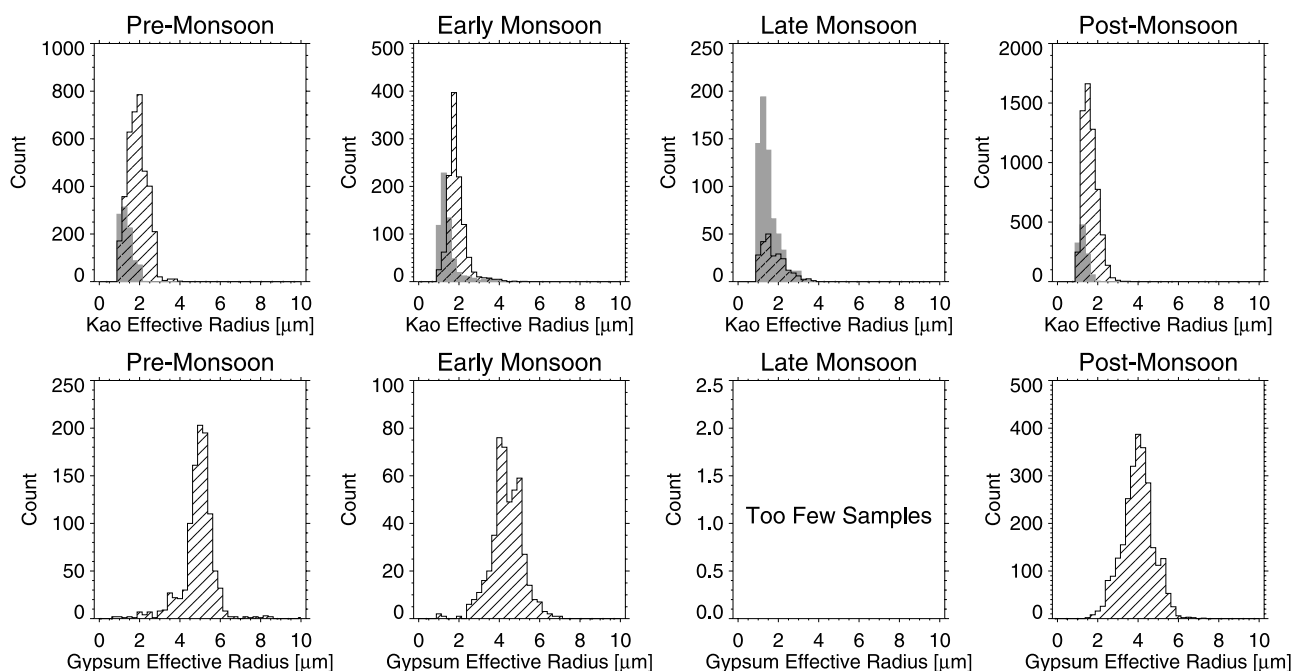 Pre-Monsoon
1000
800
600
400
200
0
Count
0 2 4 6 8 10
Kao Effective Radius [μm]
Early Monsoon
500
400
300
200
100
0
Count
0 2 4 6 8 10
Kao Effective Radius [μm]
Late Monsoon
250
200
150
100
50
0
Count
0 2 4 6 8 10
Kao Effective Radius [μm]
Post-Monsoon
2000
1500
1000
500
0
Count
0 2 4 6 8 10
Kao Effective Radius [μm]
Pre-Monsoon
250
200
150
100
50
0
Count
0 2 4 6 8 10
Gypsum Effective Radius [μm]
Early Monsoon
100
80
60
40
20
0
Count
0 2 4 6 8 10
Gypsum Effective Radius [μm]
Late Monsoon
2.5
2.0
1.5
1.0
0.5
0.0
Count
Too Few Samples
0 2 4 6 8 10
Gypsum Effective Radius [μm]
Post-Monsoon
500
400
300
200
100
0
Count
0 2 4 6 8 10
Gypsum Effective Radius [μm]